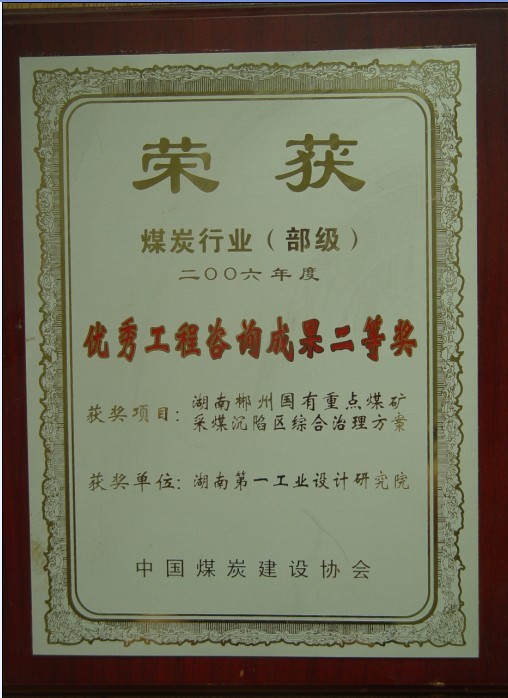 荣获
煤炭行业（部级）
二〇〇六年度
优秀工程咨询成果二等奖
获奖项目：湖南郴州国有重点煤矿
采煤沉陷区综合治理方案
获奖单位：湖南第一工业设计研究院
中国煤炭建设协会